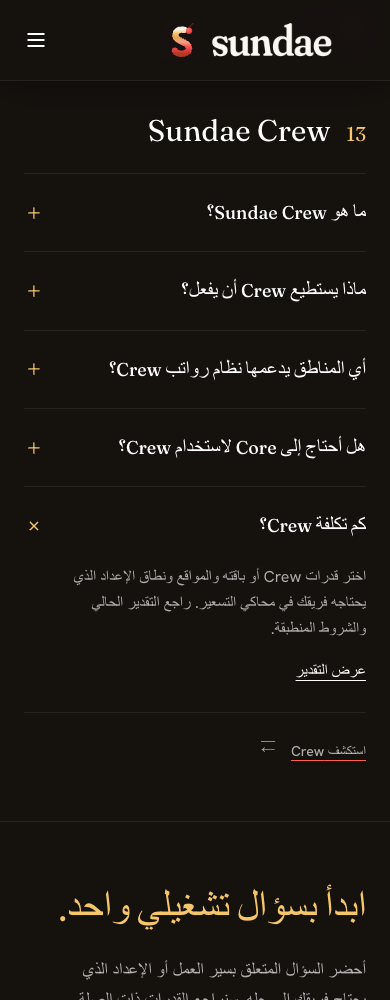 sundae
Sundae Crew 13
ما هو Sundae Crew؟
ماذا يستطيع Crew أن يفعل؟
أي المناطق يدعمها نظام رواتب Crew؟
هل أحتاج إلى Core لاستخدام Crew؟
كم تكلفة Crew؟
اختر قدرات Crew أو باقته والمواقع ونطاق الإعداد الذي
يحتاجه فريقك في محاكي التسعير. راجع التقدير الحالي
والشروط المنطبقة.
عرض التقدير
استكشف Crew
ابدأ بسؤال تشغيلي واحد.
أحضر السؤال المتعلق بسير العمل أو الإعداد الذي